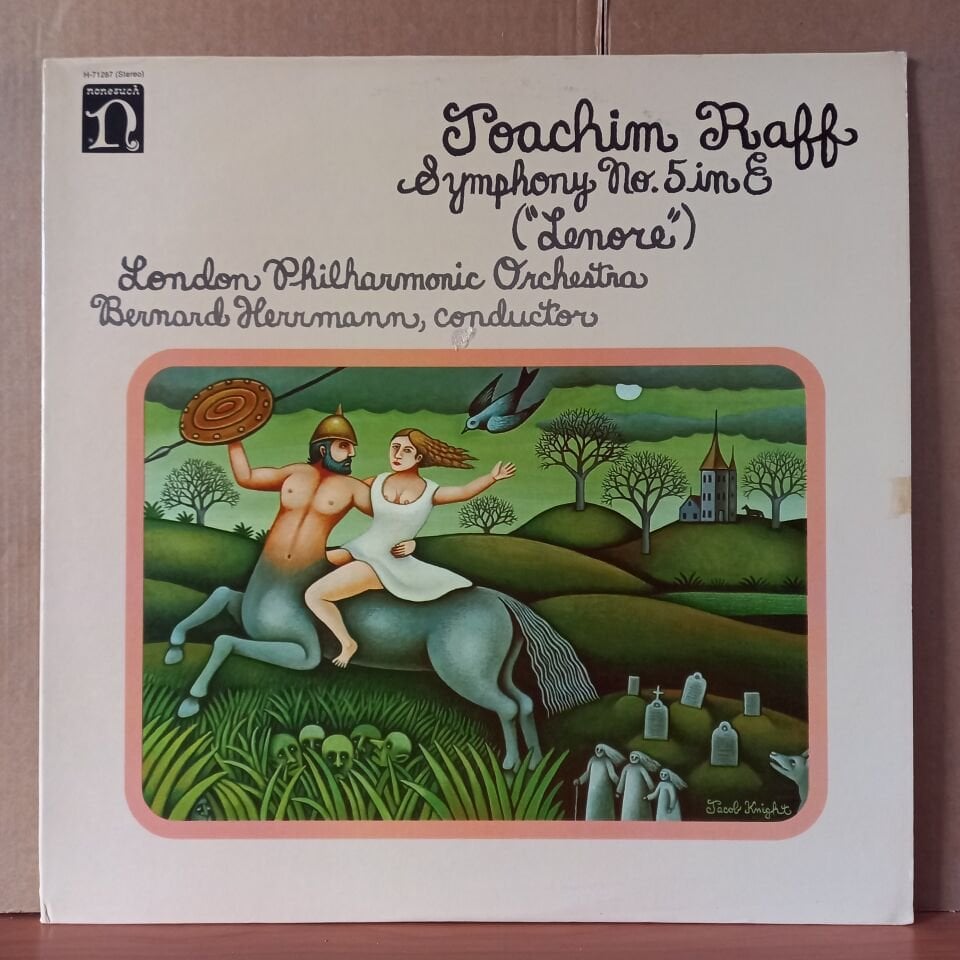 H-71287 (Stereo)
nonesuch
n
Joachim Raff
Symphony No. 5 in E
("Lenore")
London Philharmonic Orchestra
Bernard Herrmann, conductor
Jacob Knight